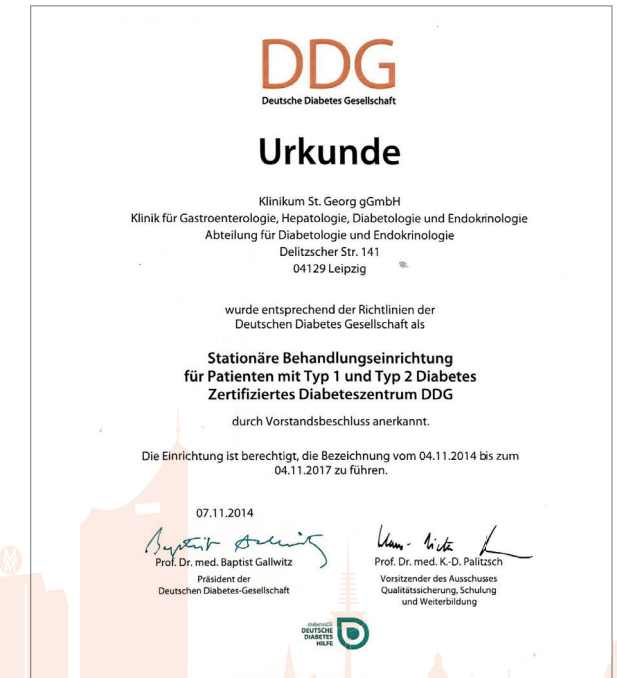 DDG
Deutsche Diabetes Gesellschaft
Urkunde
Klinikum St. Georg gGmbH
Klinik für Gastroenterologie, Hepatologie, Diabetologie und Endokrinologie
Abteilung für Diabetologie und Endokrinologie
Delitzscher Str. 141
04129 Leipzig
wurde entsprechend der Richtlinien der
Deutschen Diabetes Gesellschaft als
Stationäre Behandlungseinrichtung
für Patienten mit Typ 1 und Typ 2 Diabetes
Zertifiziertes Diabeteszentrum DDG
durch Vorstandsbeschluss anerkannt.
Die Einrichtung ist berechtigt, die Bezeichnung vom 04.11.2014 bis zum
04.11.2017 zu führen.
07.11.2014
Prof. Dr. med. Baptist Gallwitz
Präsident der
Deutschen Diabetes-Gesellschaft
Prof. Dr. med. K.-D. Palitzsch
Vorsitzender des Ausschusses
Qualitätssicherung, Schulung
und Weiterbildung
diabetesDE
DEUTSCHE
DIABETES
HILFE